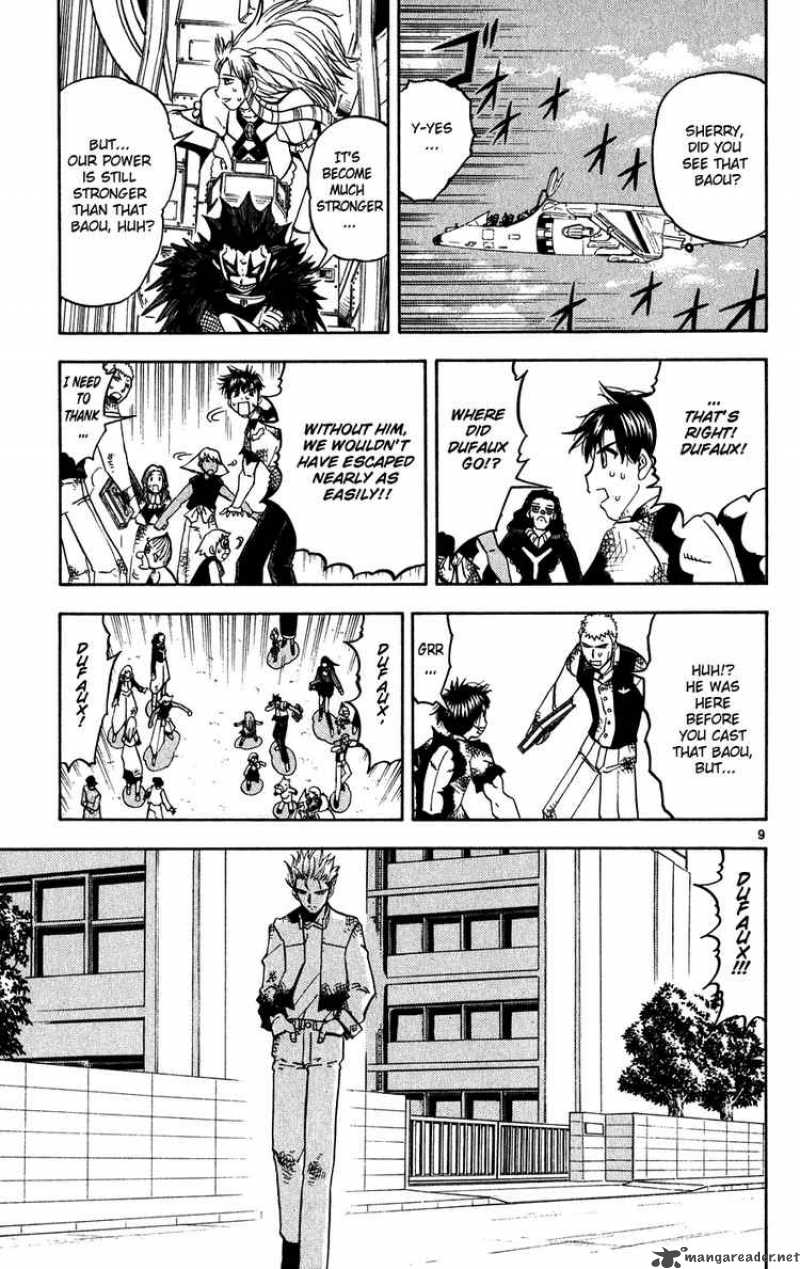 SHERRY,
DID YOU
SEE THAT
BAOU?
Y-YES
...
ゴ
IT'S
BECOME
MUCH
STRONGER
...
BUT...
OUR POWER
IS STILL
STRONGER
THAN THAT
BAOU, HUH?
...
THAT'S
RIGHT!
DUFAUX!
WHERE
DID
DUFAUX
GO!?
WITHOUT HIM,
WE WOULDN'T
HAVE ESCAPED
NEARLY AS
EASILY!!
I NEED
TO
THANK
...
HUH!?
HE WAS
HERE
BEFORE
YOU CAST
THAT BAOU,
BUT...
GRR
...
DUFAUX!
DUFAUX!
9
DUFAUX!!!
mangareader.net